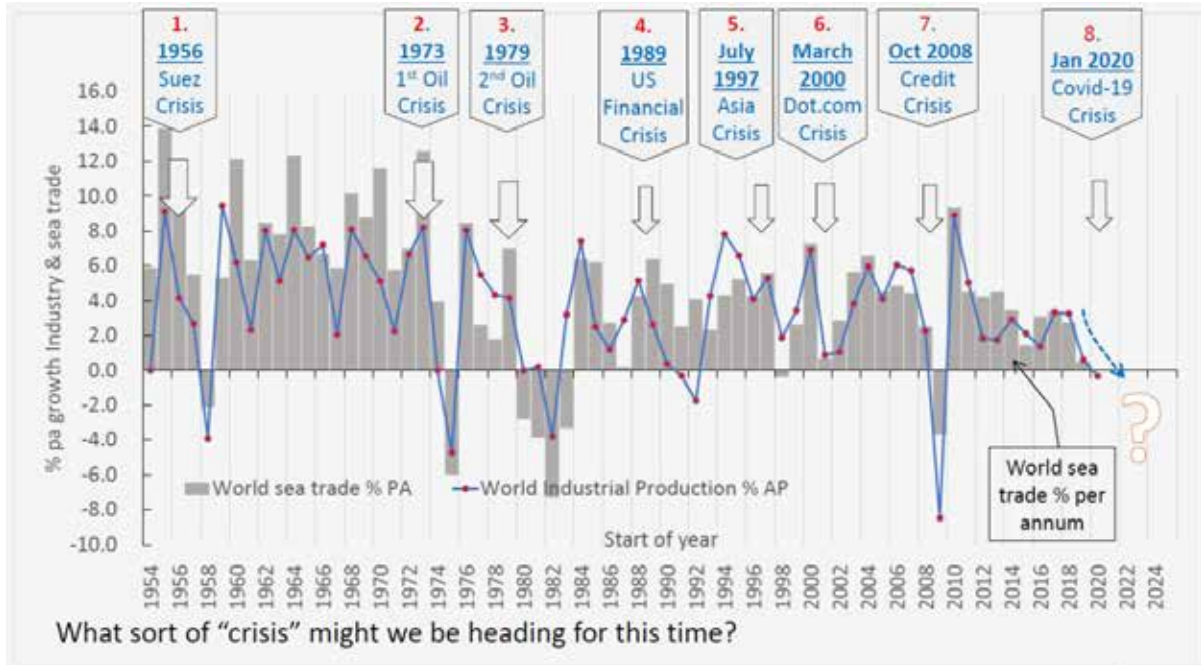 1.
1956
Suez
Crisis
2.
1973
1st Oil
Crisis
3.
1979
2nd Oil
Crisis
4.
1989
US
Financial
Crisis
5.
July
1997
Asia
Crisis
6.
March
2000
Dot.com
Crisis
7.
Oct 2008
Credit
Crisis
8.
Jan 2020
Covid-19
Crisis
% pa growth Industry & sea trade
16.0
14.0
12.0
10.0
8.0
6.0
4.0
2.0
0.0
-2.0
-4.0
-6.0
-8.0
-10.0
?
World sea trade % PA
World Industrial Production % AP
World sea
trade % per
annum
Start of year
1954
1956
1958
1960
1962
1964
1966
1968
1970
1972
1974
1976
1978
1980
1982
1984
1986
1988
1990
1992
1994
1996
1998
2000
2002
2004
2006
2008
2010
2012
2014
2016
2018
2020
2022
2024
What sort of “crisis” might we be heading for this time?